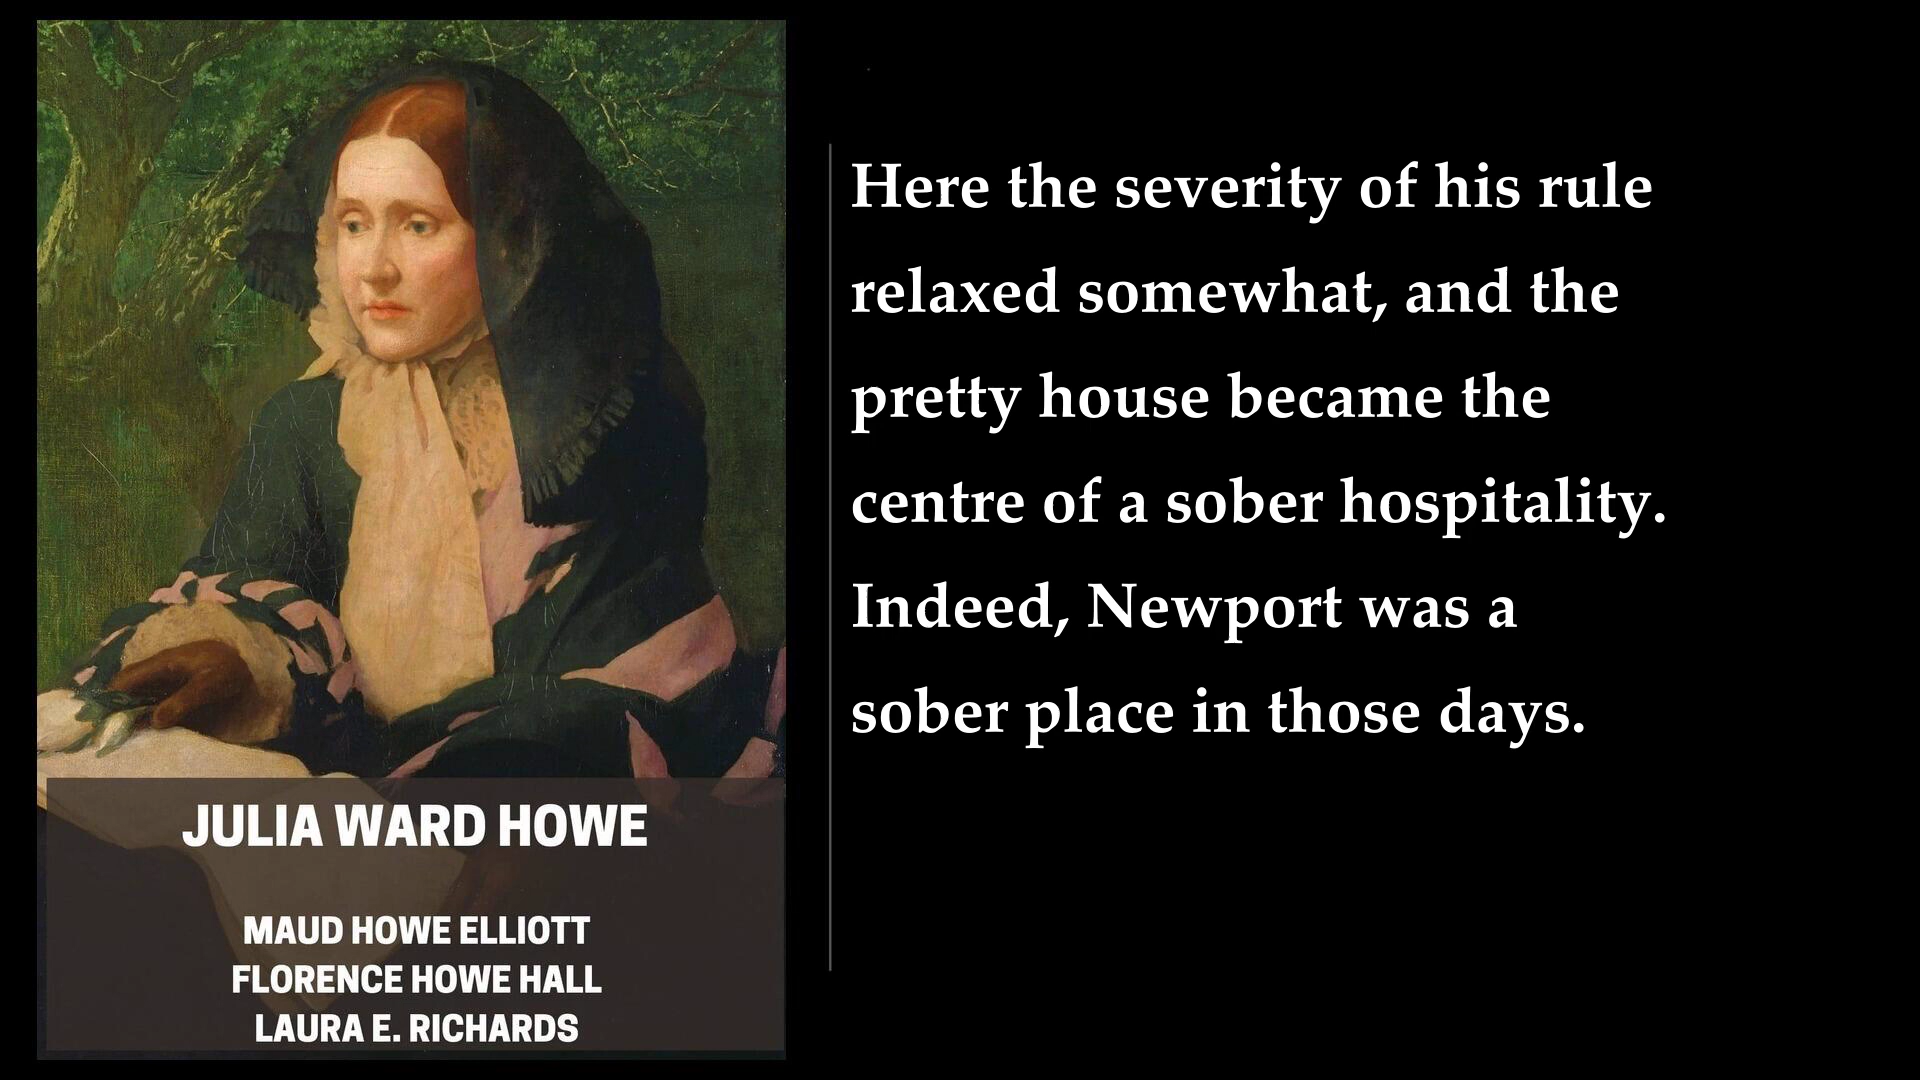 JULIA WARD HOWE
MAUD HOWE ELLIOTT
FLORENCE HOWE HALL
LAURA E. RICHARDS
Here the severity of his rule
relaxed somewhat, and the
pretty house became the
centre of a sober hospitality.
Indeed, Newport was a
sober place in those days.